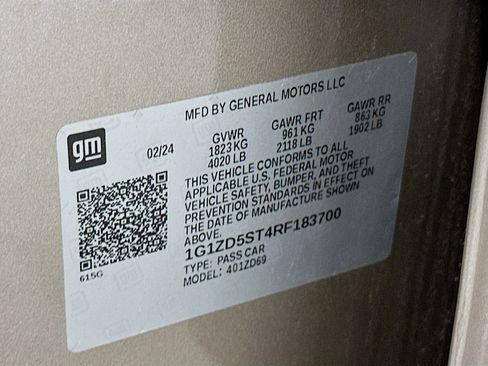 MFD BY GENERAL MOTORS LLC
gm
02/24
GVWR GAWR FRT GAWR RR
1823 KG 961 KG 863 KG
4020 LB 2118 LB 1902 LB
THIS VEHICLE CONFORMS TO ALL
APPLICABLE U.S. FEDERAL MOTOR
VEHICLE SAFETY, BUMPER, AND THEFT
PREVENTION STANDARDS IN EFFECT ON
THE DATE OF MANUFACTURE SHOWN
ABOVE.
615G
1G1ZD5ST4RF183700
TYPE: PASS CAR
MODEL: 401ZD69